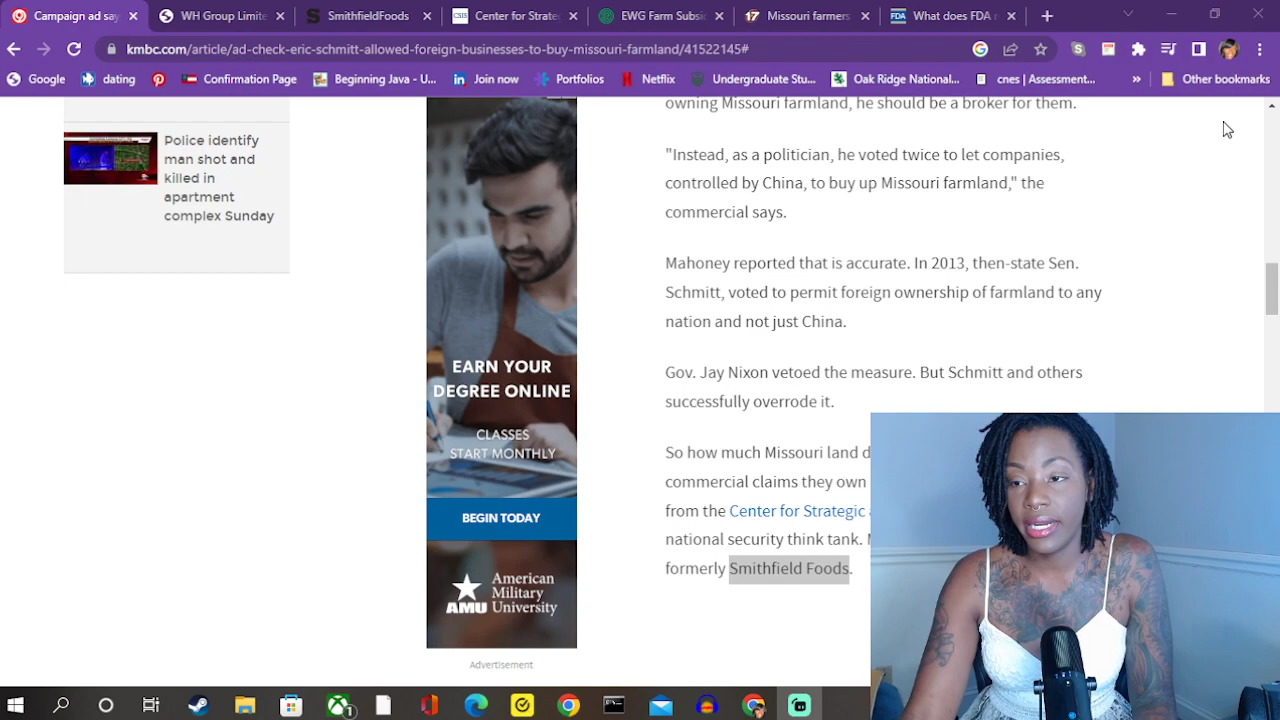 Campaign ad say
WH Group Limite
SmithfieldFoods
CSIS
Center for Strate
EWG Farm Subsi
17
Missouri farmers
FDA
What does FDA r
kmbc.com/article/ad-check-eric-schmitt-allowed-foreign-businesses-to-buy-missouri-farmland/41522145#
Google
dating
Confirmation Page
Beginning Java - U...
Join now
Portfolios
Netflix
Undergraduate Stu...
Oak Ridge National...
cnes | Assessment...
»
Other bookmarks
Police identify
man shot and
killed in
apartment
complex Sunday
EARN YOUR
DEGREE ONLINE
CLASSES
START MONTHLY
BEGIN TODAY
AMU
American
Military
University
Advertisement
owning Missouri farmland, he should be a broker for them.
"Instead, as a politician, he voted twice to let companies,
controlled by China, to buy up Missouri farmland," the
commercial says.
Mahoney reported that is accurate. In 2013, then-state Sen.
Schmitt, voted to permit foreign ownership of farmland to any
nation and not just China.
Gov. Jay Nixon vetoed the measure. But Schmitt and others
successfully overrode it.
So how much Missouri land d
commercial claims they own
from the Center for Strategic
national security think tank.
formerly Smithfield Foods.
1